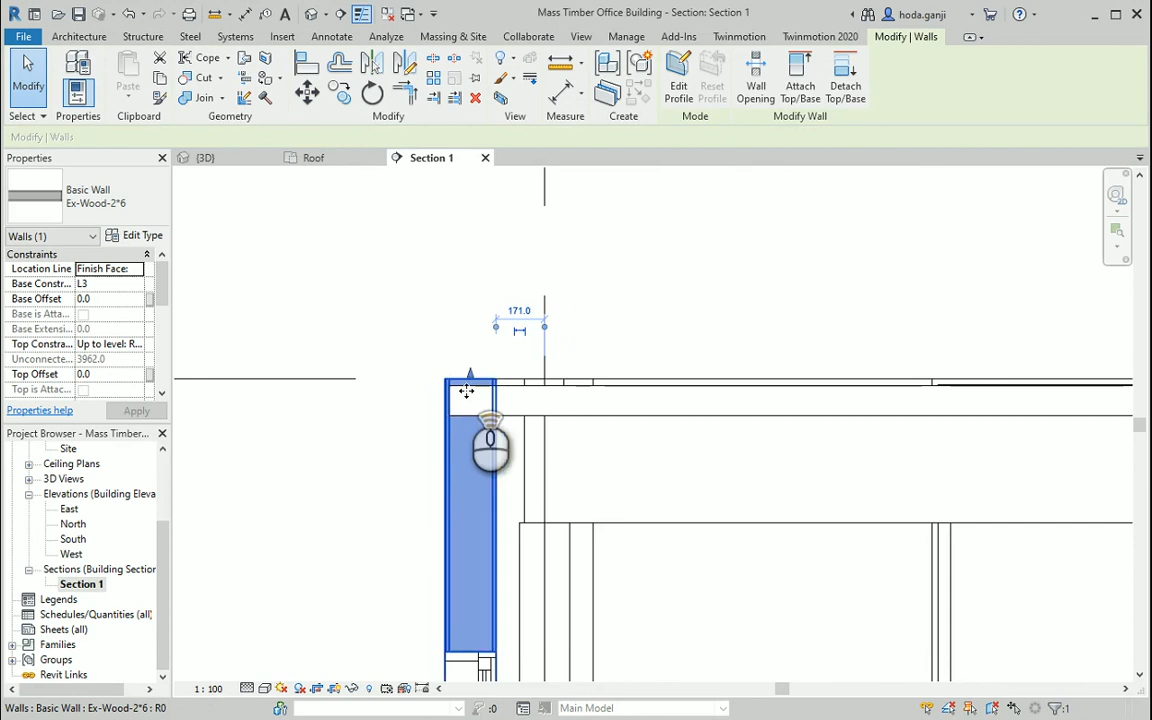 Mass Timber Office Building - Section: Section 1
hoda.ganji
File Architecture Structure Steel Systems Insert Annotate Analyze Massing & Site Collaborate View Manage Add-Ins Twinmotion Twinmotion 2020 Modify | Walls
Cope
Cut
Join
Modify
Paste
Edit Profile
Reset Profile
Wall Opening
Attach Top/Base
Detach Top/Base
Select Properties Clipboard Geometry Modify View Measure Create Mode Modify Wall
Modify | Walls
Properties
{3D} Roof Section 1
Basic Wall
Ex-Wood-2*6
Walls (1) Edit Type
Constraints
Location Line Finish Face:
Base Constr... L3
Base Offset 0.0
Base is Atta...
Base Exten... 0.0
Top Constra... Up to level: R...
Unconnecte... 3962.0
Top Offset 0.0
Top is Attac...
Properties help Apply
Project Browser - Mass Timber...
Site
Ceiling Plans
3D Views
Elevations (Building Eleva
East
North
South
West
Sections (Building Section
Section 1
Legends
Schedules/Quantities (all)
Sheets (all)
Families
Groups
Revit Links
171.0
1 : 100
Walls: Basic Wall : Ex-Wood-2*6 : R0
:0
Main Model
:1